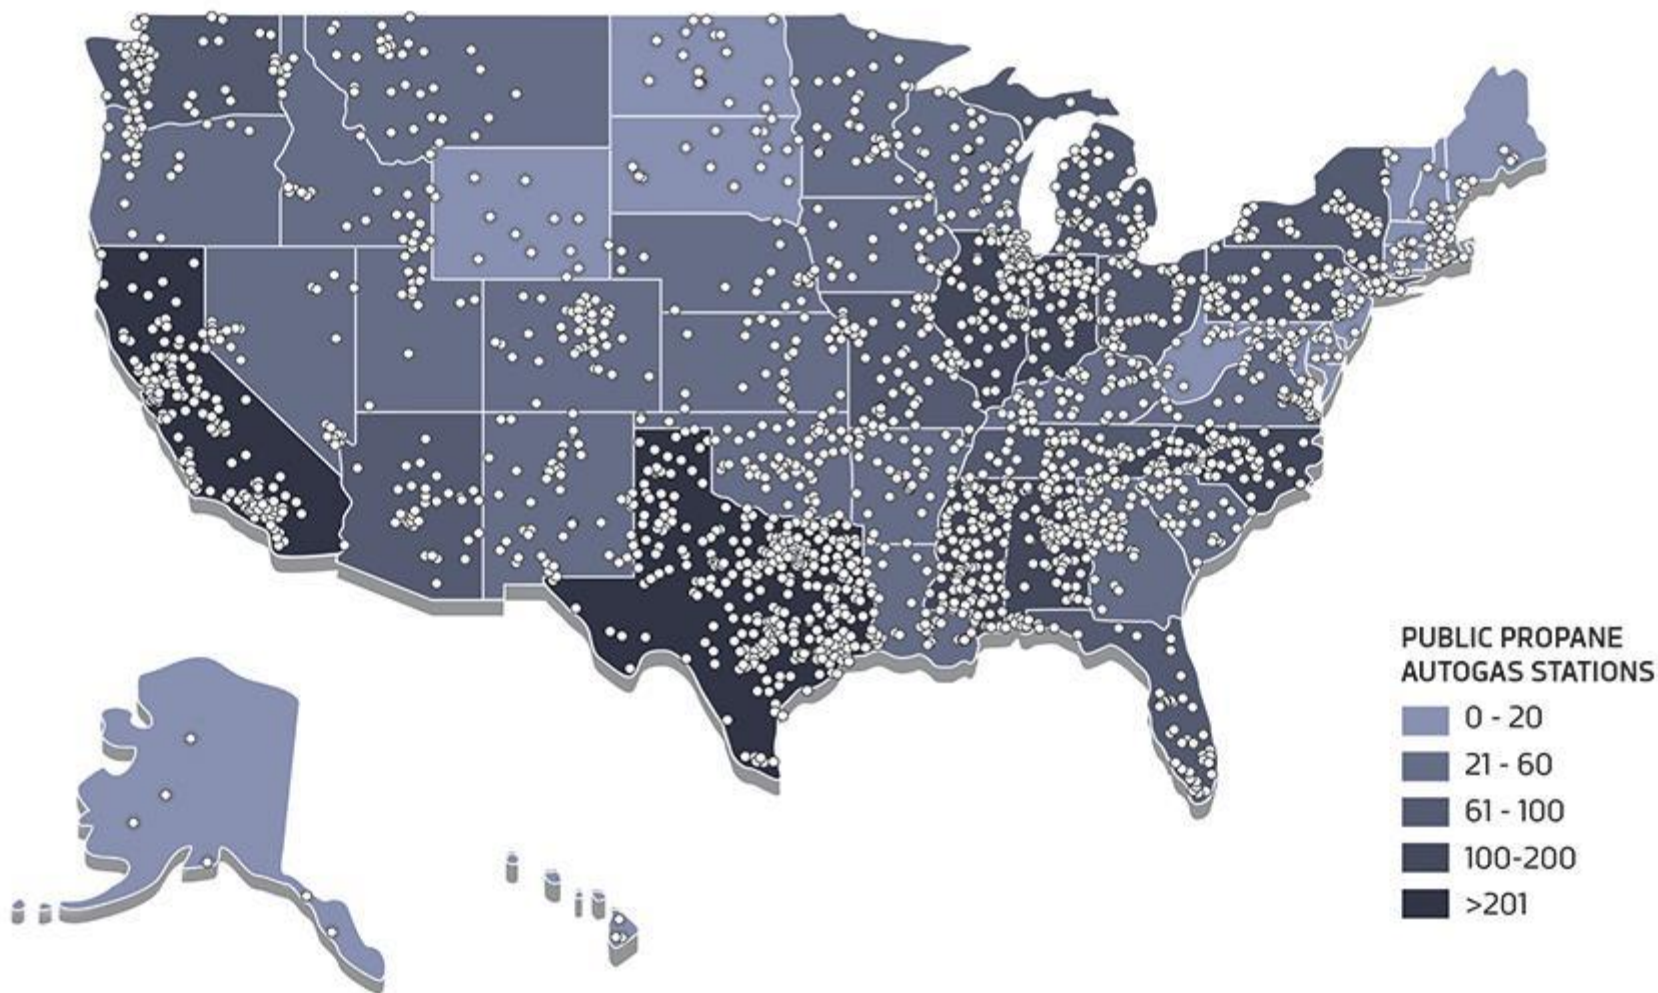 PUBLIC PROPANE
AUTOGAS STATIONS
0 - 20
21 - 60
61 - 100
100-200
>201